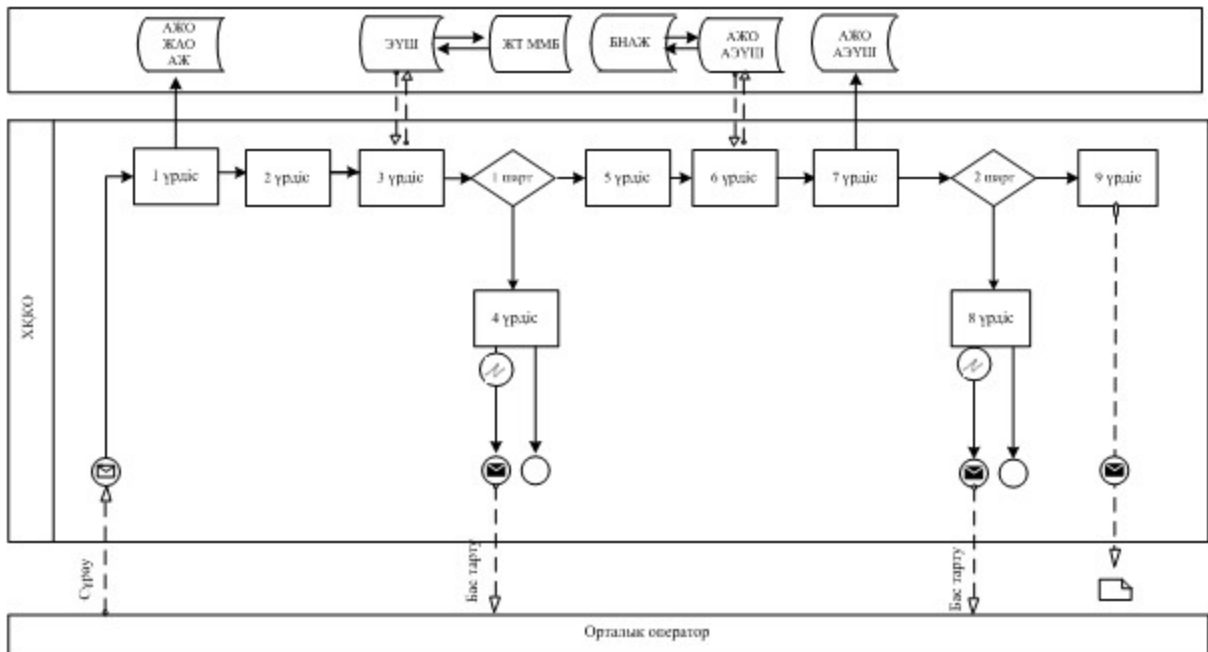 АЖО
ЖАО
АЖ
ЭҮШ
ЖТ ММБ
БНАЖ
АЖО
АЭҮШ
АЖО
АЭҮШ
1 үрдіс
2 үрдіс
3 үрдіс
1 шарт
5 үрдіс
6 үрдіс
7 үрдіс
2 шарт
9 үрдіс
4 үрдіс
8 үрдіс
ХҚКО
Сұрау
Бас тарту
Бас тарту
Орталык оператор